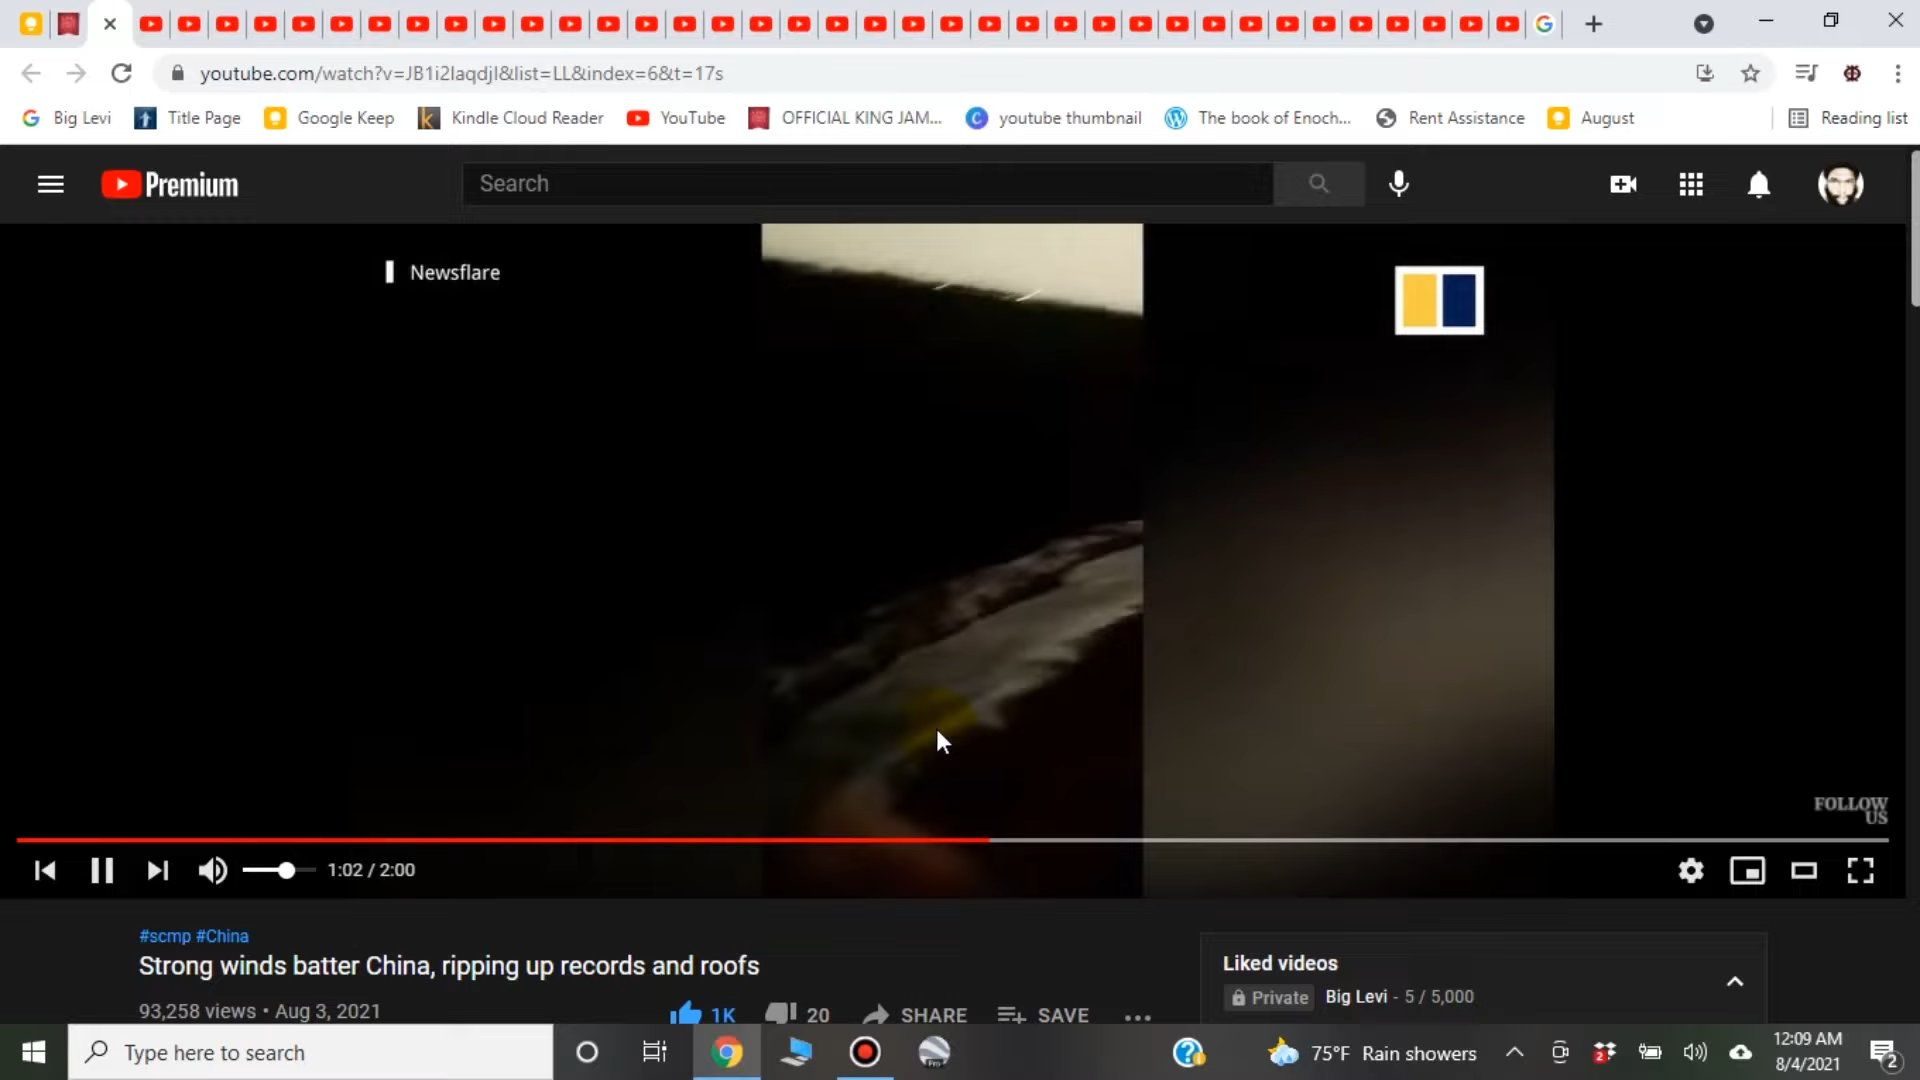 youtube.com/watch?v=JB1i2laqdjI&list=LL&index=6&t=17s
Big Levi
Title Page
Google Keep
Kindle Cloud Reader
YouTube
OFFICIAL KING JAM...
youtube thumbnail
The book of Enoch...
Rent Assistance
August
Reading list
Premium
Search
Newsflare
FOLLOW
US
1:02 / 2:00
#scmp #China
Strong winds batter China, ripping up records and roofs
93,258 views • Aug 3, 2021
1K
20
SHARE
SAVE
Liked videos
Private
Big Levi - 5 / 5,000
Type here to search
75°F Rain showers
12:09 AM
8/4/2021
2